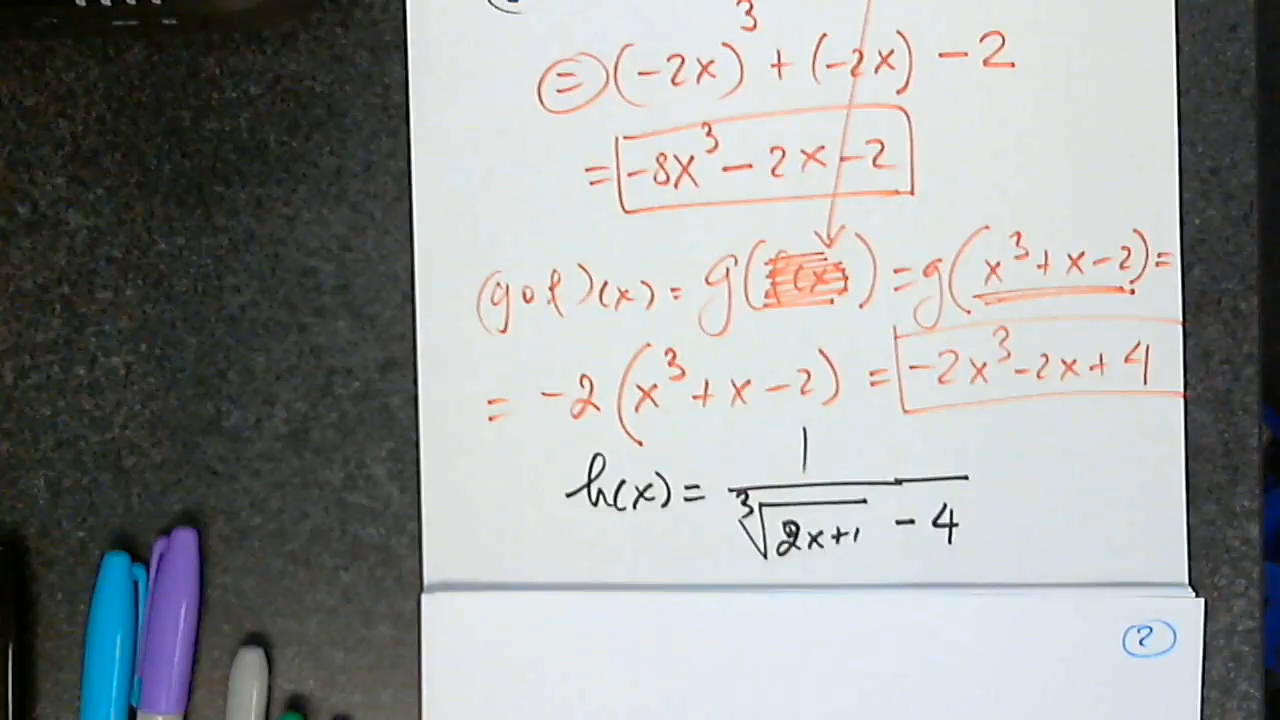 = (-2x)³ + (-2x) - 2
= -8x³ - 2x - 2
(g o f)(x) = g(f(x)) = g(x³ + x - 2) =
= -2(x³ + x - 2) = -2x³ - 2x + 4
h(x) = 1 / (∛(2x+1) - 4)
2